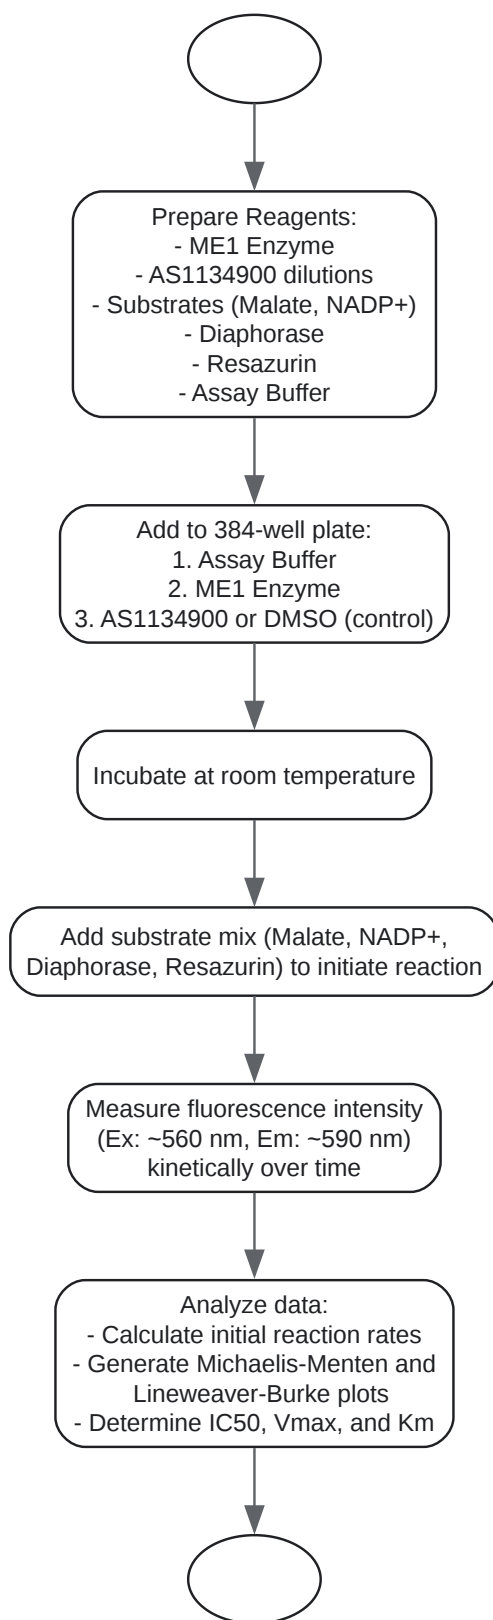 Prepare Reagents:
- ME1 Enzyme
- AS1134900 dilutions
- Substrates (Malate, NADP+)
- Diaphorase
- Resazurin
- Assay Buffer
Add to 384-well plate:
1. Assay Buffer
2. ME1 Enzyme
3. AS1134900 or DMSO (control)
Incubate at room temperature
Add substrate mix (Malate, NADP+,
Diaphorase, Resazurin) to initiate reaction
Measure fluorescence intensity
(Ex: ~560 nm, Em: ~590 nm)
kinetically over time
Analyze data:
- Calculate initial reaction rates
- Generate Michaelis-Menten and
Lineweaver-Burke plots
- Determine IC50, Vmax, and Km